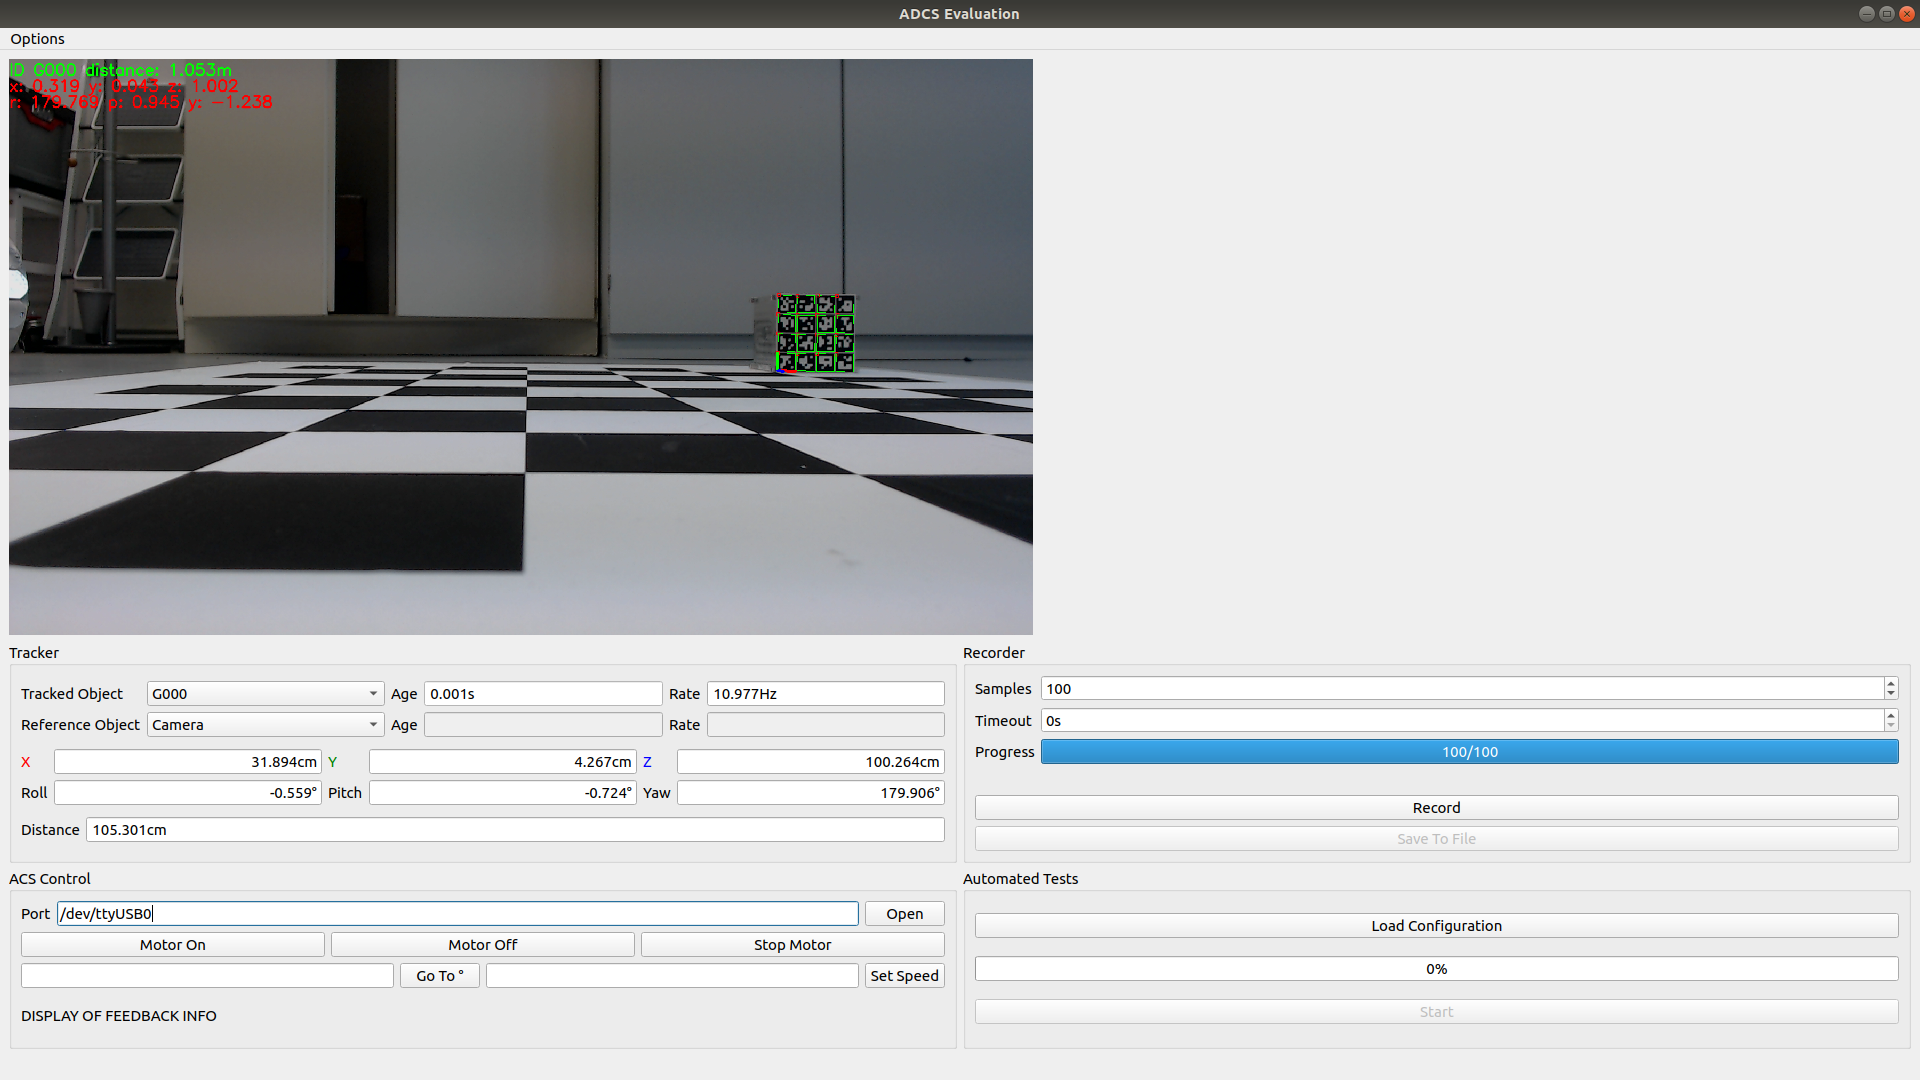 ADCS Evaluation
Options
ID G000 distance: 1.053m
x: 0.319 y: 0.043 z: 1.002
r: 179.769 p: 0.945 y: −1.238
Tracker
Tracked Object G000 Age 0.001s Rate 10.977Hz
Reference Object Camera Age Rate
X 31.894cm Y 4.267cm Z 100.264cm
Roll -0.559° Pitch -0.724° Yaw 179.906°
Distance 105.301cm
Recorder
Samples 100
Timeout 0s
Progress 100/100
Record
Save To File
ACS Control
Port /dev/ttyUSB0 Open
Motor On Motor Off Stop Motor
Go To ° Set Speed
DISPLAY OF FEEDBACK INFO
Automated Tests
Load Configuration
0%
Start